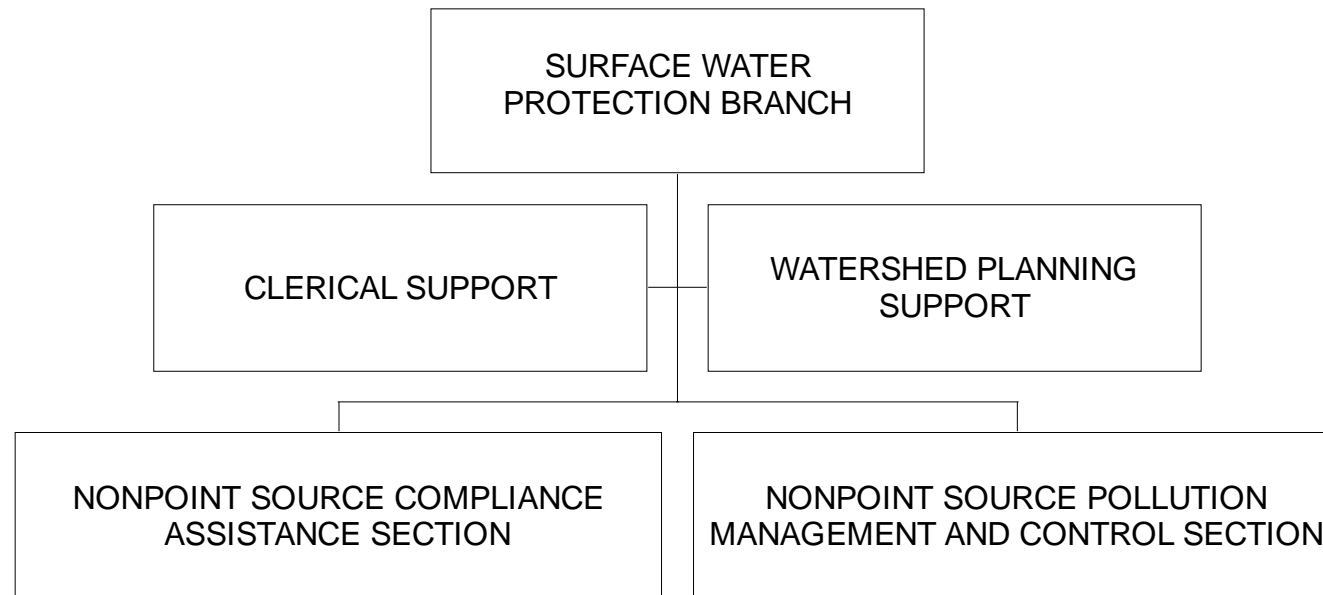 SURFACE WATER
PROTECTION BRANCH
CLERICAL SUPPORT
WATERSHED PLANNING
SUPPORT
NONPOINT SOURCE COMPLIANCE
ASSISTANCE SECTION
NONPOINT SOURCE POLLUTION
MANAGEMENT AND CONTROL SECTION